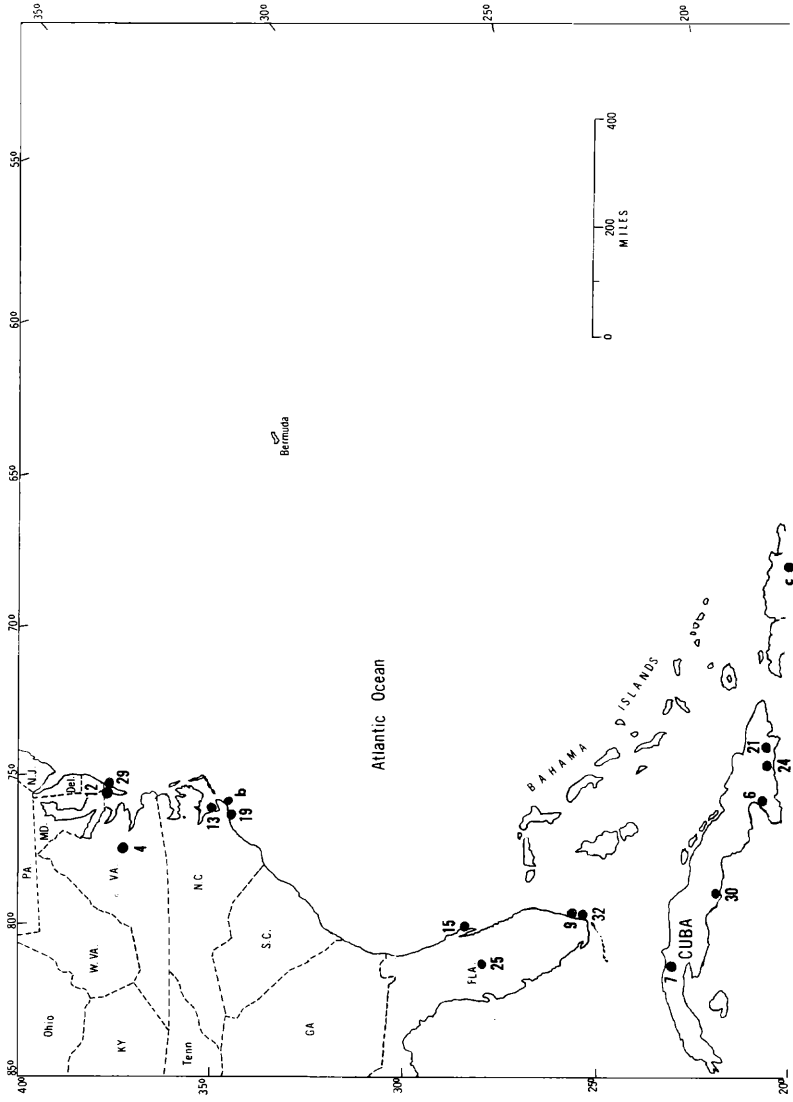 85° 80° 75° 70° 65° 60° 55°
40°
35°
Ohio
PA
N.J.
MD.
Del.
W.VA.
12
29
KY
VA
4
Tenn
N.C
13
b
19
35°
S.C.
GA
30°
Bermuda
30°
Atlantic Ocean
15
FLA.
25
BAHAMA ISLANDS
9
32
25°
25°
0 200 400
MILES
7
CUBA
30
6
24
21
c
20°
20°